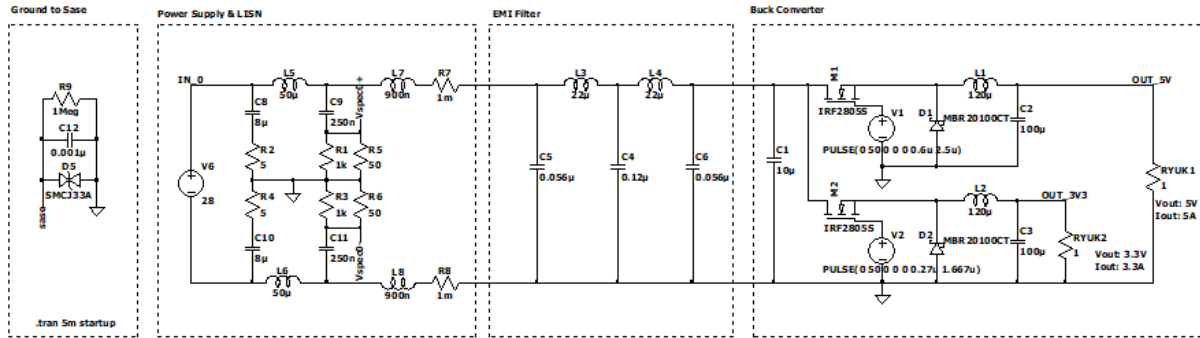 Ground to Sase
Power Supply & LISN
EMI Filter
Buck Converter
R9
1Meg
C12
0.001µ
D5
SMCJ33A
saso
.tran 5m startup
IN_0
V6
28
L5
50µ
C8
8µ
R2
5
R4
5
C10
8µ
L6
50µ
C9
250n
R1
1k
R3
1k
C11
250n
Vspec0+
R5
50
R6
50
Vspec0-
L7
900n
R7
1m
L8
900n
R8
1m
C5
0.056µ
L3
22µ
C4
0.12µ
L4
22µ
C6
0.056µ
C1
10µ
M1
IRF2805S
V1
PULSE(0 50 0 0 0 0.6u 2.5u)
D1
MBR20100CT
L1
120µ
C2
100µ
OUT_5V
RYUK1
1
Vout: 5V
Iout: 5A
M2
IRF2805S
V2
PULSE(0 50 0 0 0 0.27u 1.667u)
D2
MBR20100CT
L2
120µ
OUT_3V3
C3
100µ
RYUK2
1
Vout: 3.3V
Iout: 3.3A